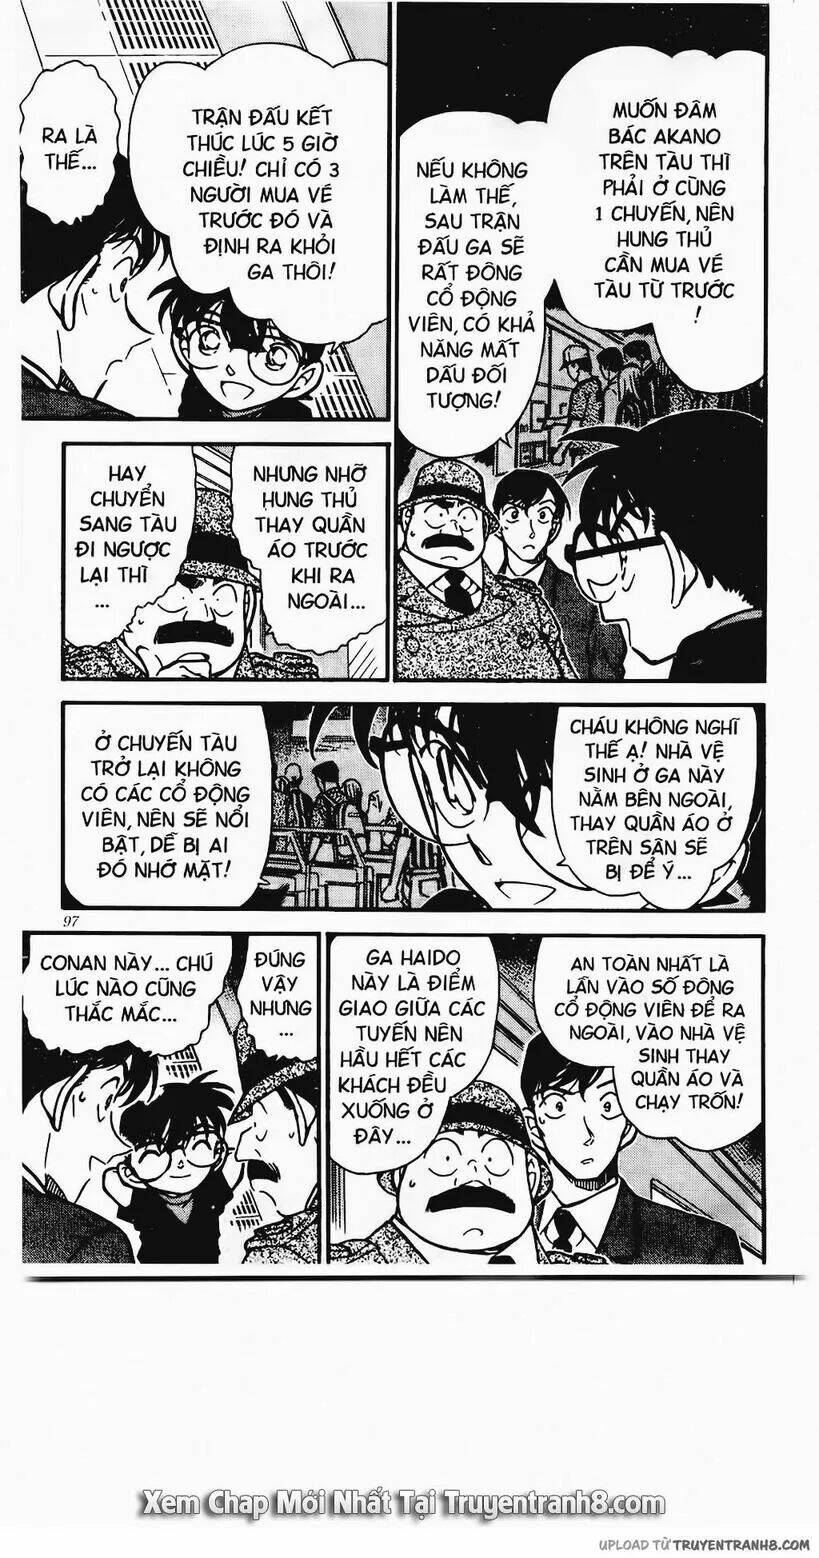 MUỐN ĐÂM
BÁC AKANO
TRÊN TÀU THÌ
PHẢI Ở CÙNG
1 CHUYẾN, NÊN
HUNG THỦ
CẦN MUA VÉ
TÀU TỪ TRƯỚC
!
NẾU KHÔNG
LÀM THẾ,
SAU TRẬN
ĐẤU GA SẼ
RẤT ĐÔNG
CỔ ĐỘNG
VIÊN, CÓ KHẢ
NĂNG MẤT
DẤU ĐỐI
TƯỢNG!
TRẬN ĐẤU KẾT
THÚC LÚC 5 GIỜ
CHIỀU! CHỈ CÓ 3
NGƯỜI MUA VÉ
TRƯỚC ĐÓ VÀ
ĐỊNH RA KHỎI
GA THÔI!
RA LÀ
THẾ...
NHƯNG NHỠ
HUNG THỦ
THAY QUẦN
ÁO TRƯỚC
KHI RA
NGOÀI...
HAY
CHUYỂN
SANG TÀU
ĐI NGƯỢC
LẠI THÌ
...
CHÁU KHÔNG NGHĨ
THẾ Ạ! NHÀ VỆ
SINH Ở GA NÀY
NẰM BÊN NGOÀI,
THAY QUẦN ÁO Ở
TRÊN SÂN SẼ
BỊ ĐỂ Ý...
Ở CHUYẾN TÀU
TRỞ LẠI KHÔNG
CÓ CÁC CỔ ĐỘNG
VIÊN, NÊN SẼ NỔI
BẬT, DỄ BỊ AI
ĐÓ NHỚ MẶT!
97
AN TOÀN NHẤT LÀ
LẦN VÀO SỐ ĐÔNG
CỔ ĐỘNG VIÊN ĐỂ RA
NGOÀI, VÀO NHÀ VỆ
SINH THAY
QUẦN ÁO VÀ
CHẠY TRỐN!
GA HAIDO
NÀY LÀ ĐIỂM
GIAO GIỮA CÁC
TUYẾN NÊN
HẦU HẾT CÁC
KHÁCH ĐỀU
XUỐNG Ở
ĐÂY...
ĐÚNG
VẬY
NHƯNG
...
CONAN NÀY... CHÚ
LÚC NÀO CŨNG
THẮC MẮC...
Xem Chap Mới Nhất Tại Truyentranh8.com
UPLOAD TỪ TRUYENTRANH8.COM